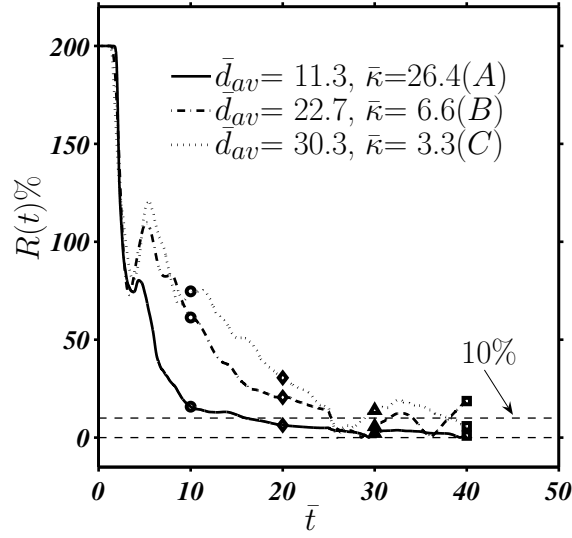 200
150
100
50
0
R(t)%
d̄av= 11.3, κ̄=26.4(A)
d̄av= 22.7, κ̄= 6.6(B)
d̄av= 30.3, κ̄= 3.3(C)
10%
0 10 20 30 40 50
t̄